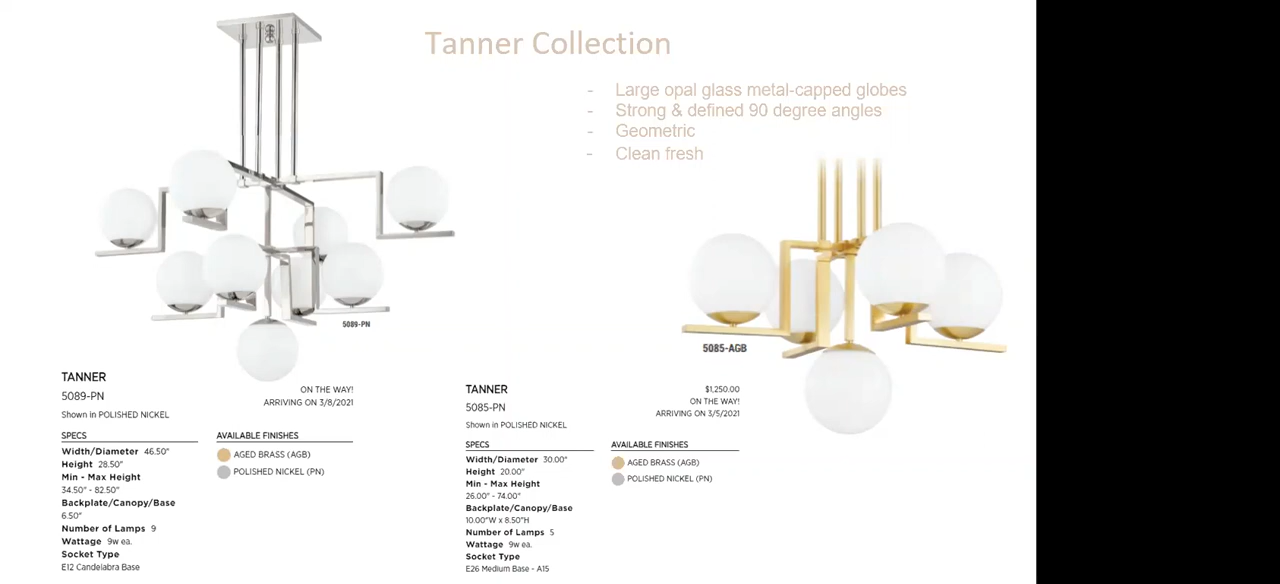 Tanner Collection
- Large opal glass metal-capped globes
- Strong & defined 90 degree angles
- Geometric
- Clean fresh
5089-PN
5085-AGB
TANNER
5089-PN
Shown in POLISHED NICKEL
ON THE WAY!
ARRIVING ON 3/8/2021
SPECS
Width/Diameter 46.50"
Height 28.50"
Min - Max Height
34.50" - 82.50"
Backplate/Canopy/Base
6.50"
Number of Lamps 9
Wattage 9w ea.
Socket Type
E12 Candelabra Base
AVAILABLE FINISHES
AGED BRASS (AGB)
POLISHED NICKEL (PN)
TANNER
5085-PN
Shown in POLISHED NICKEL
$1,250.00
ON THE WAY!
ARRIVING ON 3/5/2021
SPECS
Width/Diameter 30.00"
Height 20.00"
Min - Max Height
26.00" - 74.00"
Backplate/Canopy/Base
10.00"W x 8.50"H
Number of Lamps 5
Wattage 9w ea.
Socket Type
E26 Medium Base - A15
AVAILABLE FINISHES
AGED BRASS (AGB)
POLISHED NICKEL (PN)